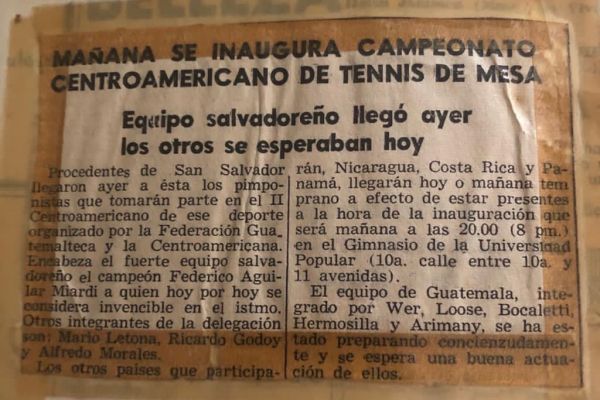 MAÑANA SE INAUGURA CAMPEONATO
CENTROAMERICANO DE TENNIS DE MESA
Equipo salvadoreño llegó ayer
los otros se esperaban hoy
Procedentes de San Salvador
llegaron ayer a ésta los pimpo-
nistas que tomarán parte en el II
Centroamericano de ese deporte
organizado por la Federación Gua-
temalteca y la Centroamericana.
Encabeza el fuerte equipo salva-
doreño el campeón Federico Agui-
lar Miardi a quien hoy por hoy se
considera invencible en el istmo.
Otros integrantes de la delegación
son: Mario Letona, Ricardo Godoy
y Alfredo Morales.
Los otros países que participa-
rán, Nicaragua, Costa Rica y Pa-
namá, llegarán hoy o mañana tem
prano a efecto de estar presentes
a la hora de la inauguración que
será mañana a las 20.00 (8 pm.)
en el Gimnasio de la Universidad
Popular (10a. calle entre 10a. y
11 avenidas).
El equipo de Guatemala, inte-
grado por Wer, Loose, Bocaletti,
Hermosilla y Arimany, se ha es-
tado preparando concienzudamen-
te y se espera una buena actua-
ción de ellos.